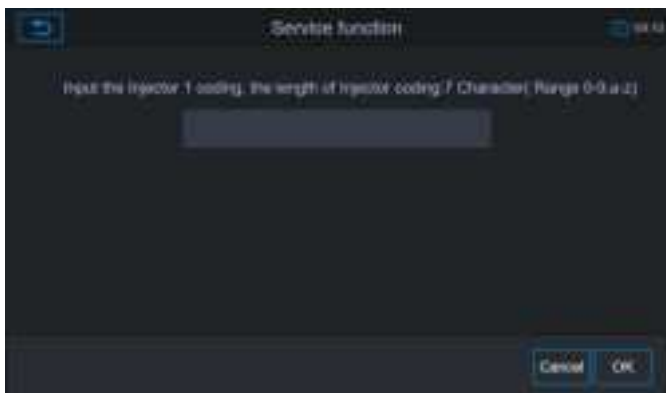 Service function
Input the Injector 1 coding, the length of Injector coding:7 Character( Range 0-9,a-z)
Cancel OK